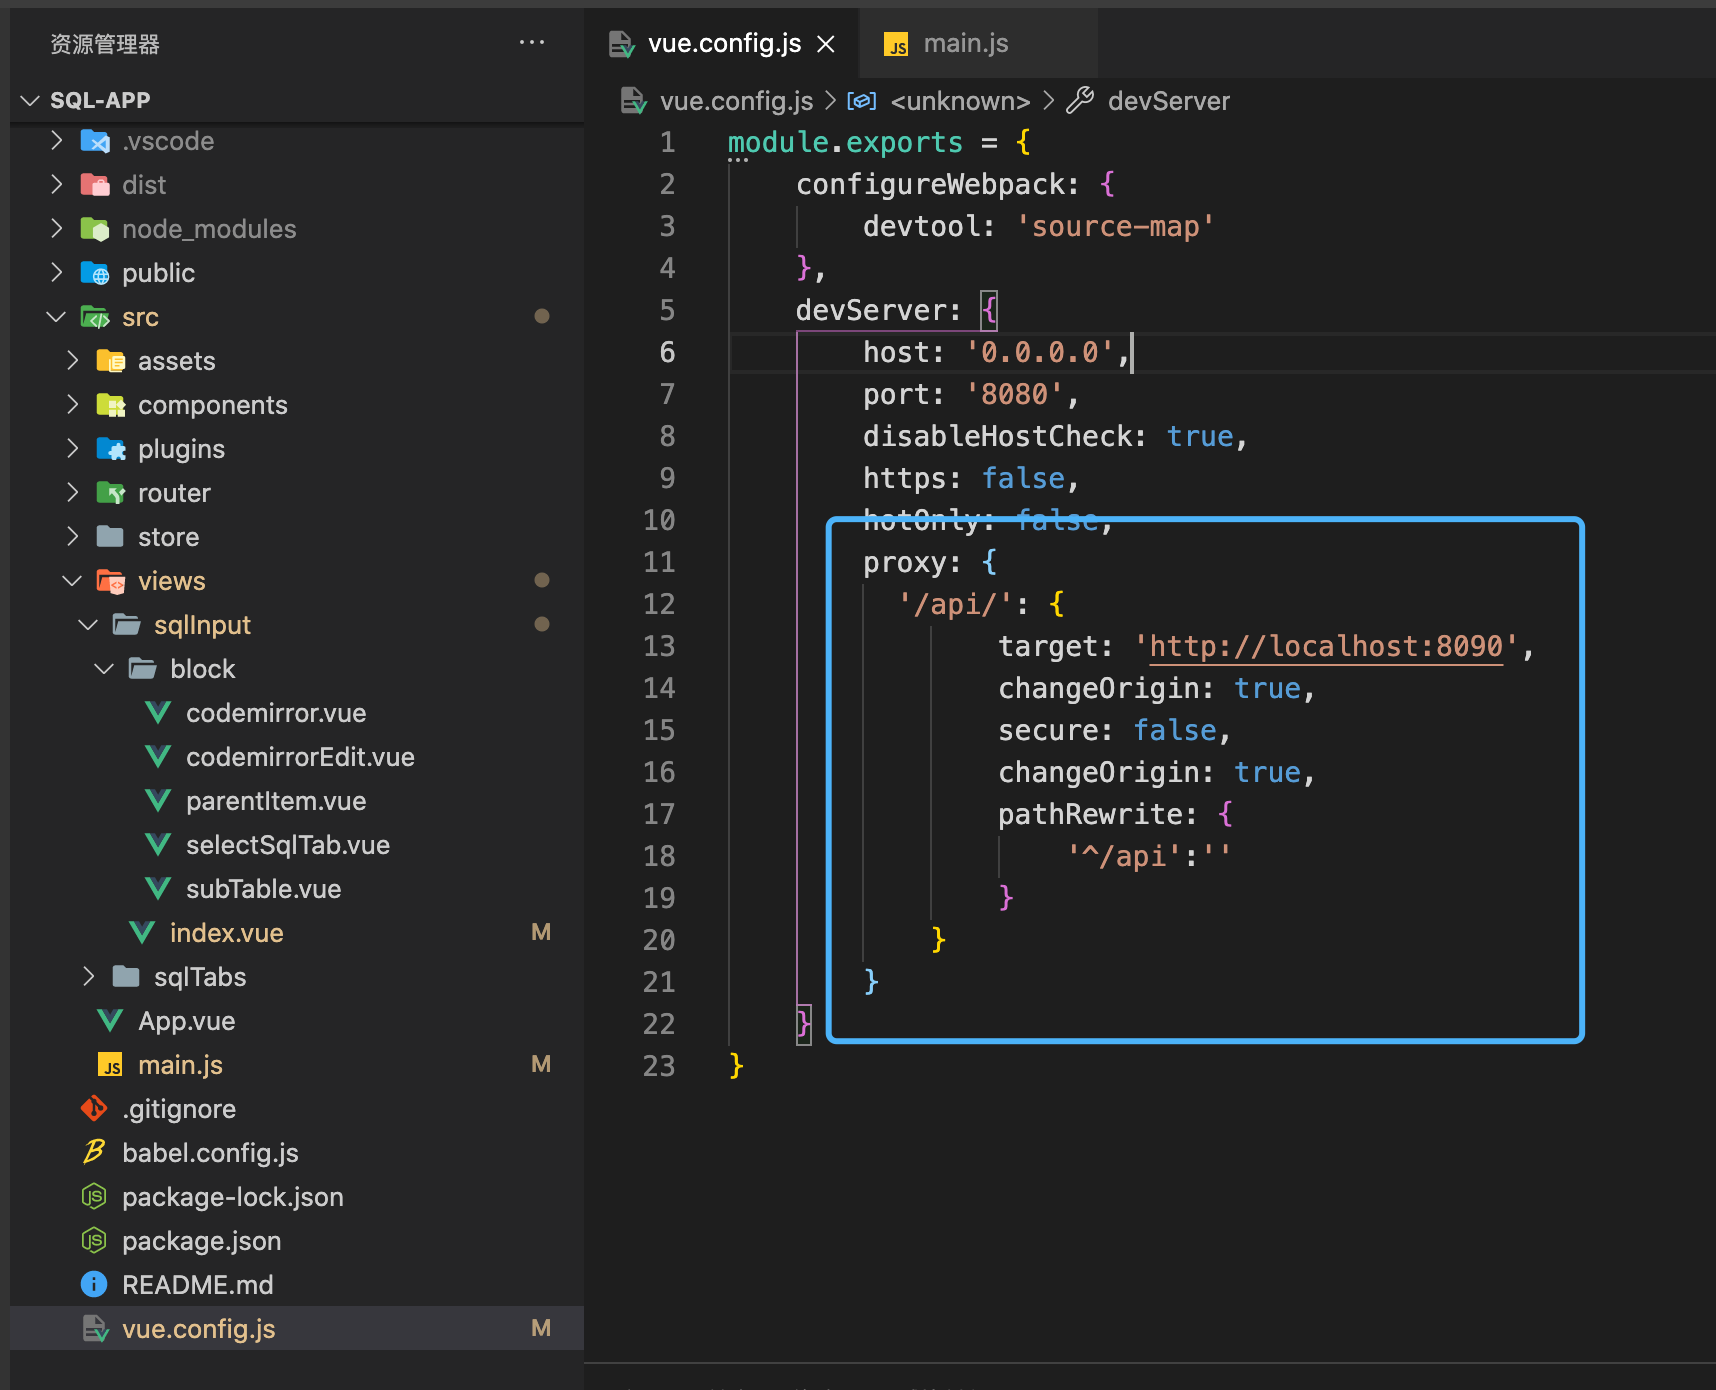 资源管理器
SQL-APP
.vscode
dist
node_modules
public
src
assets
components
plugins
router
store
views
sqlInput
block
codemirror.vue
codemirrorEdit.vue
parentItem.vue
selectSqlTab.vue
subTable.vue
index.vue M
sqlTabs
App.vue
main.js M
.gitignore
babel.config.js
package-lock.json
package.json
README.md
vue.config.js M
vue.config.js main.js
vue.config.js > <unknown> > devServer
1 module.exports = {
2 configureWebpack: {
3 devtool: 'source-map'
4 },
5 devServer: {
6 host: '0.0.0.0',
7 port: '8080',
8 disableHostCheck: true,
9 https: false,
10 hotOnly: false,
11 proxy: {
12 '/api/': {
13 target: 'http://localhost:8090',
14 changeOrigin: true,
15 secure: false,
16 changeOrigin: true,
17 pathRewrite: {
18 '^/api':''
19 }
20 }
21 }
22 }
23 }